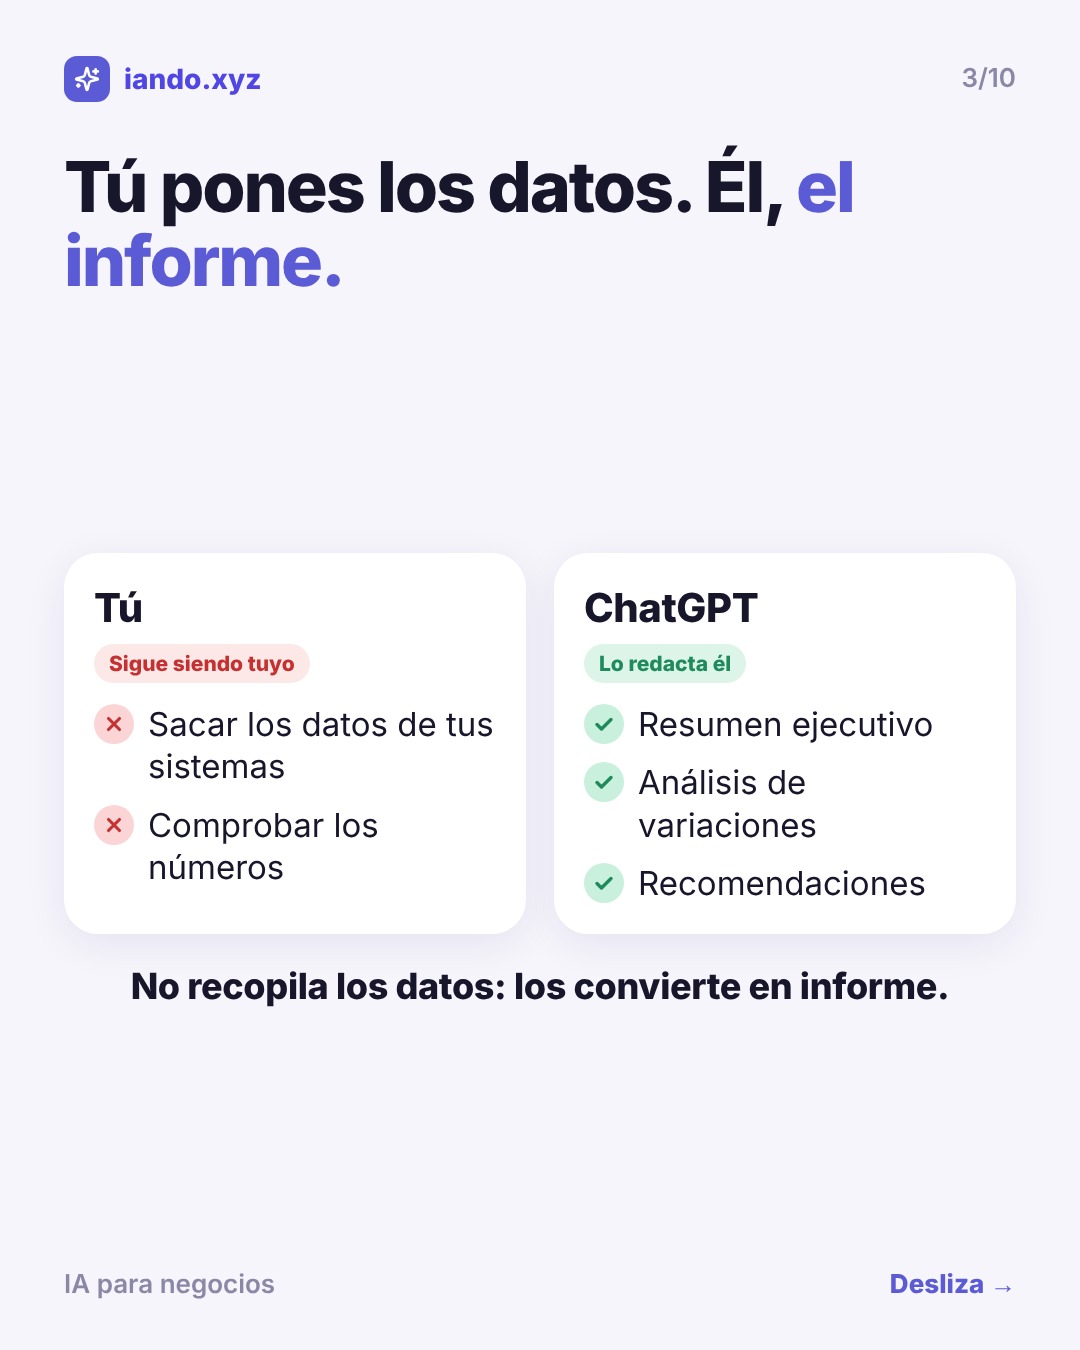 iando.xyz
3/10
Tú pones los datos. Él, el
informe.
Tú
Sigue siendo tuyo
Sacar los datos de tus
sistemas
Comprobar los
números
ChatGPT
Lo redacta él
Resumen ejecutivo
Análisis de
variaciones
Recomendaciones
No recopila los datos: los convierte en informe.
IA para negocios
Desliza →